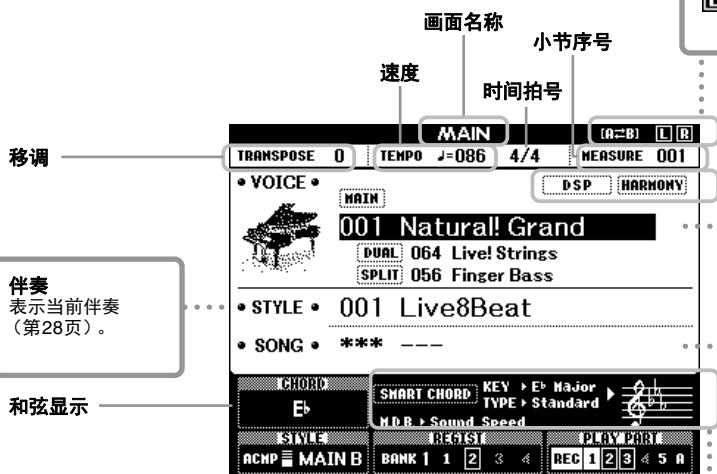 画面名称
小节序号
速度
时间拍号
移调
MAIN
[A⇄B] L R
TRANSPOSE 0 TEMPO ♩=086 4/4 MEASURE 001
• VOICE •
DSP HARMONY
MAIN
001 Natural! Grand
DUAL 064 Live! Strings
SPLIT 056 Finger Bass
伴奏
表示当前伴奏
（第28页）。
• STYLE • 001 Live8Beat
• SONG • *** ---
和弦显示
CHORD
E♭
SMART CHORD KEY ▸ E♭ Major
TYPE ▸ Standard
M.D.B ▸ Sound Speed
STYLE
ACMP MAIN B
REGIST
BANK 1 1 2 3 4
PLAY PART
REC 1 2 3 4 5 A